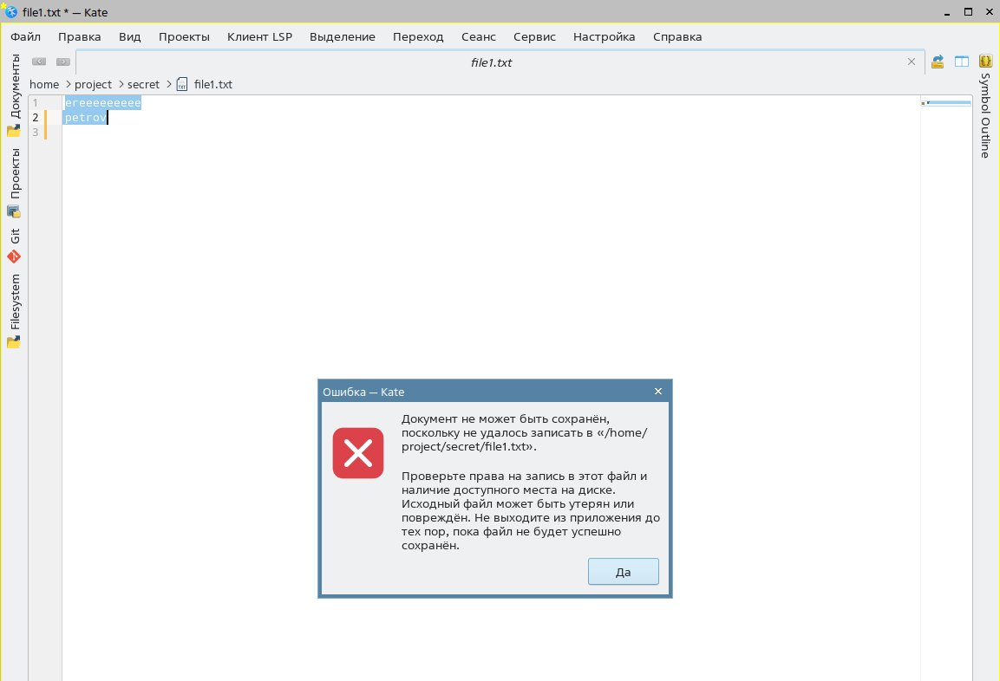 file1.txt * — Kate
Файл Правка Вид Проекты Клиент LSP Выделение Переход Сеанс Сервис Настройка Справка
file1.txt
home project secret file1.txt
Документы
Проекты
Git
Filesystem
1 ereeeeeeeee
2 petrov
3
Symbol Outline
Ошибка — Kate
Документ не может быть сохранён,
поскольку не удалось записать в «/home/
project/secret/file1.txt».
Проверьте права на запись в этот файл и
наличие доступного места на диске.
Исходный файл может быть утерян или
повреждён. Не выходите из приложения до
тех пор, пока файл не будет успешно
сохранён.
Да